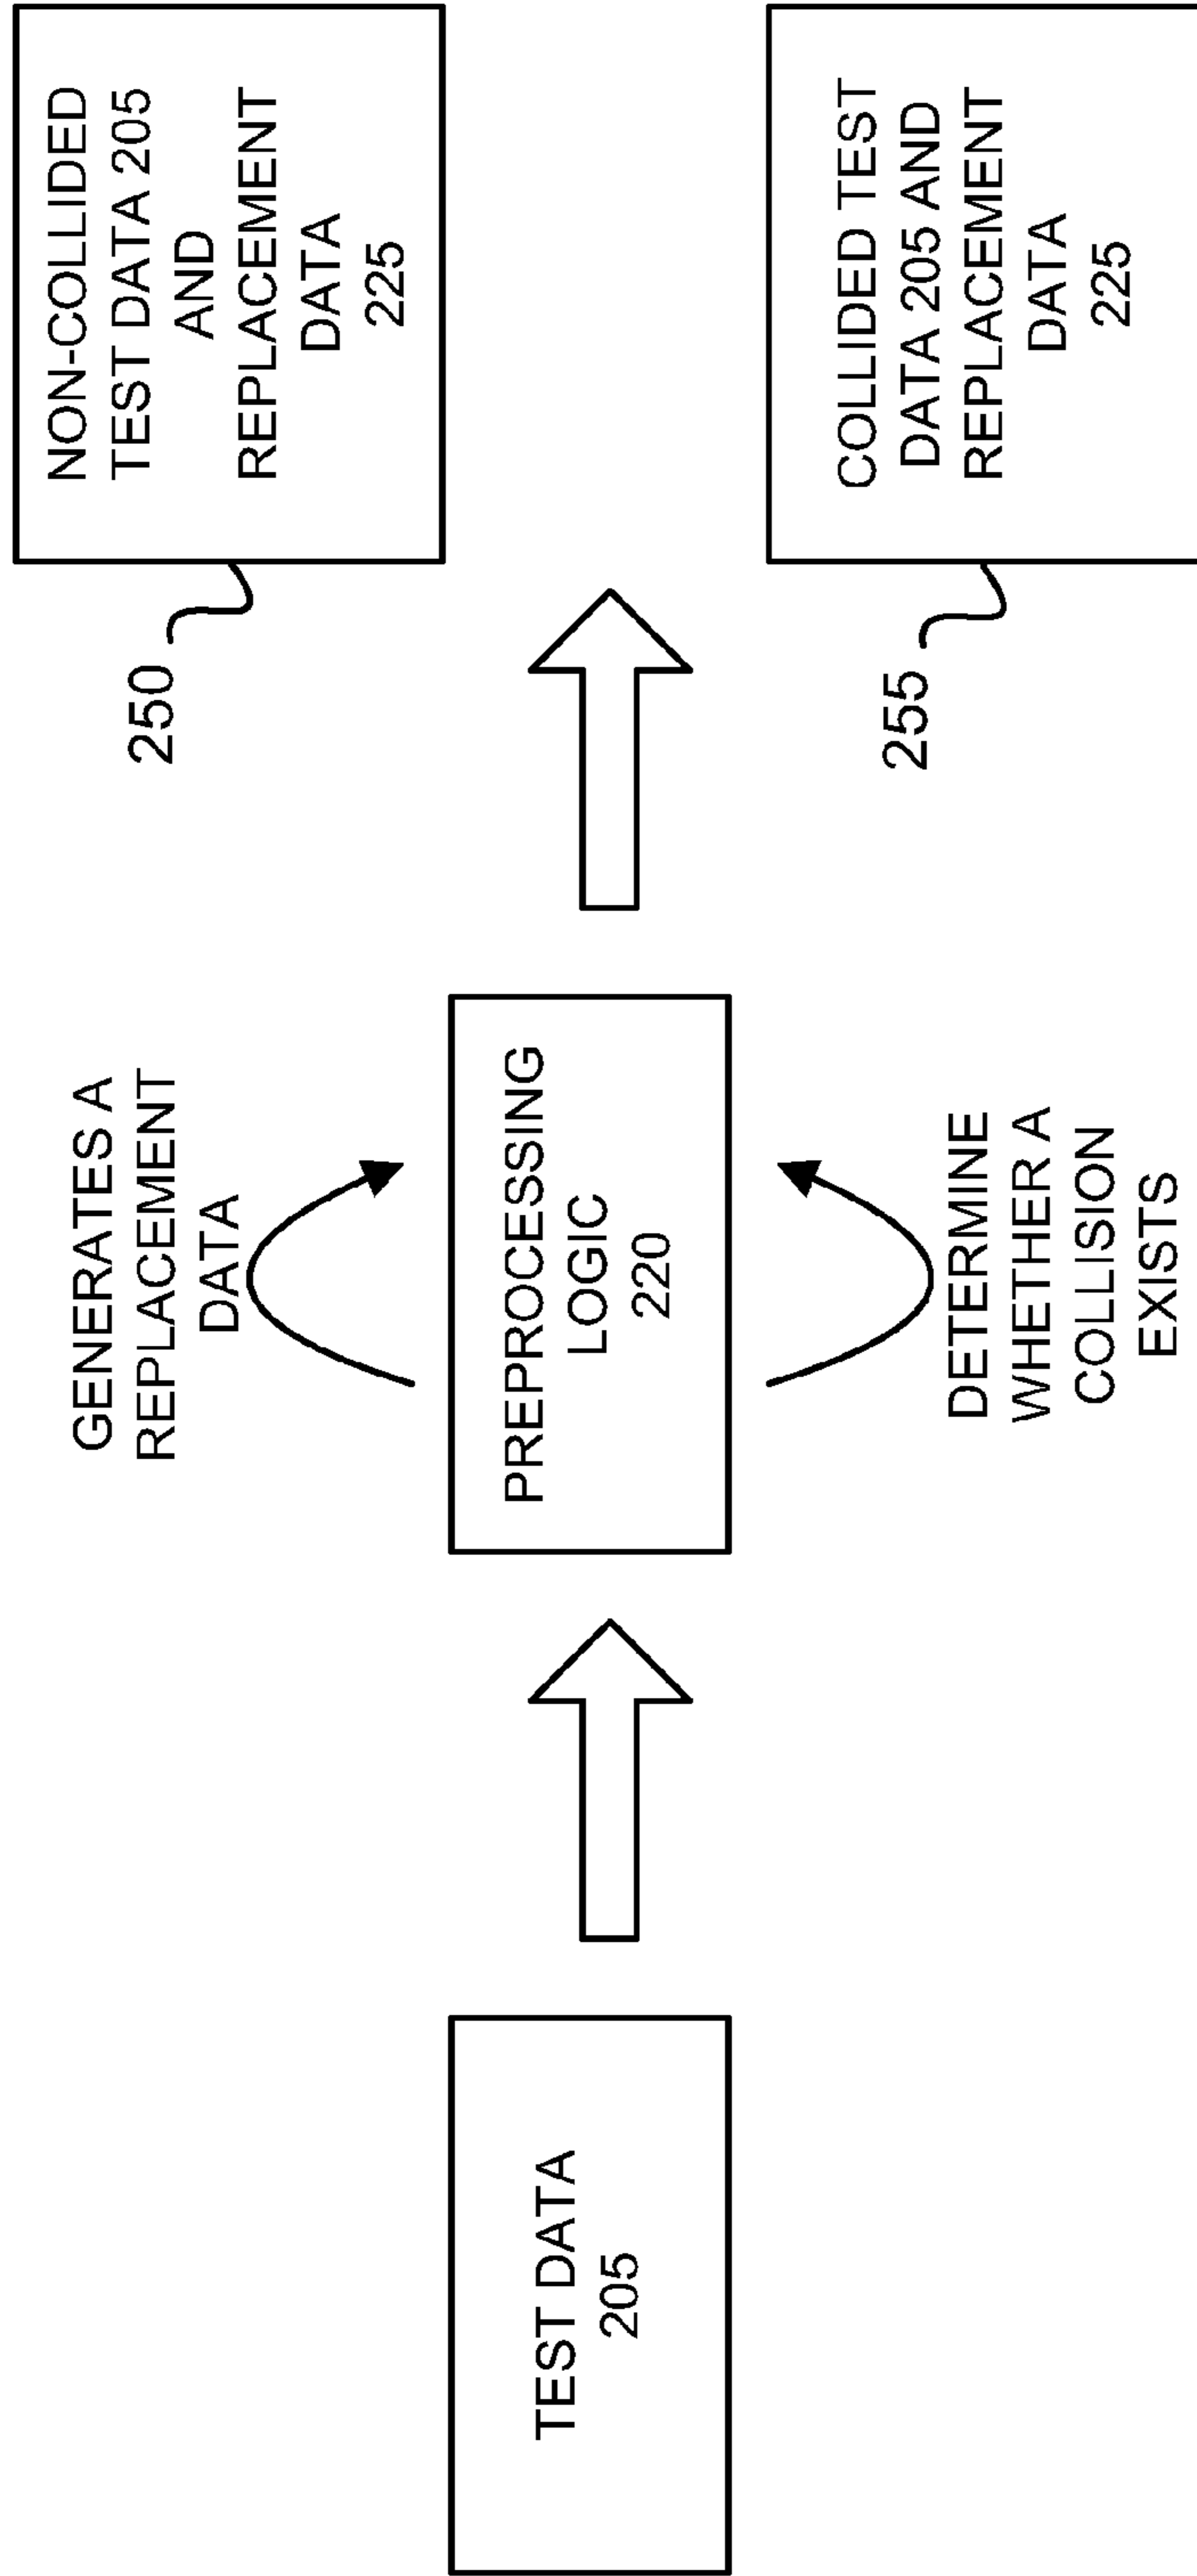 TEST DATA
205
GENERATES A
REPLACEMENT
DATA
PREPROCESSING
LOGIC
220
DETERMINE
WHETHER A
COLLISION
EXISTS
250
NON-COLLIDED
TEST DATA 205
AND
REPLACEMENT
DATA
225
255
COLLIDED TEST
DATA 205 AND
REPLACEMENT
DATA
225